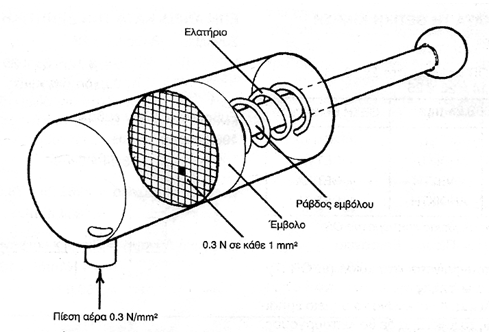 Ελατήριο
Ράβδος εμβόλου
Έμβολο
0.3 N σε κάθε 1 mm²
Πίεση αέρα 0.3 N/mm²